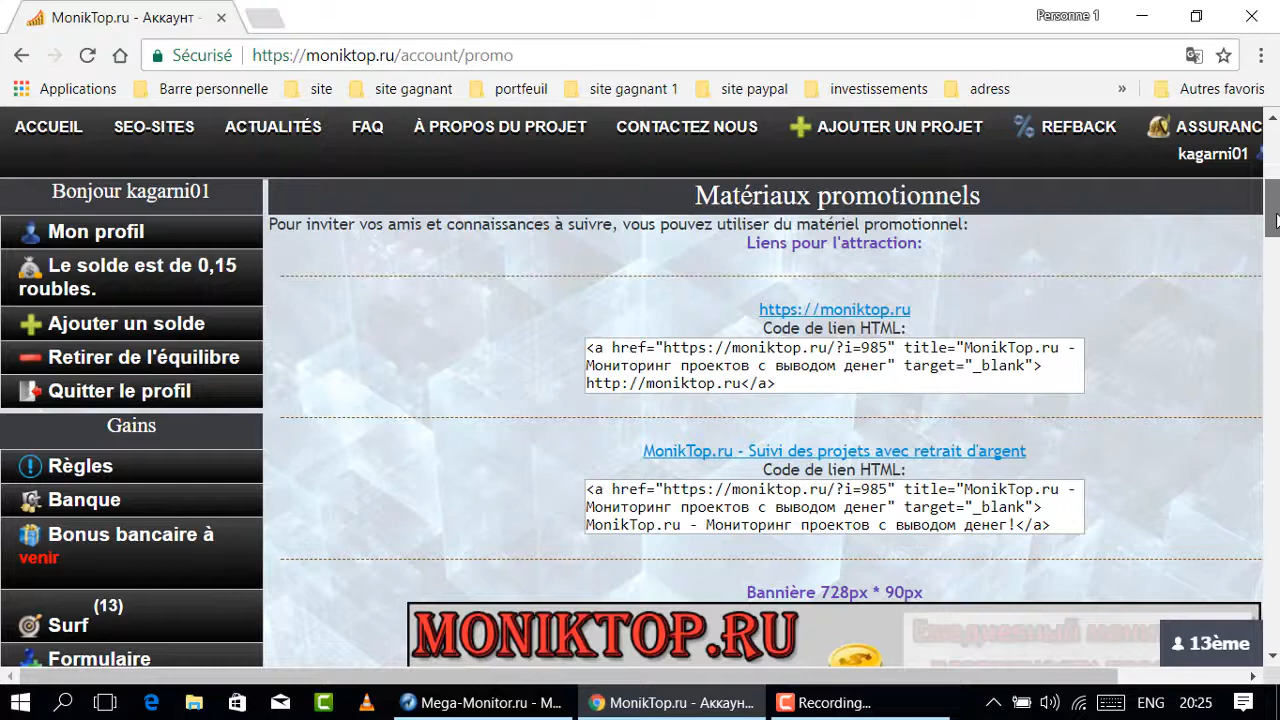 MonikTop.ru - Аккаунт -
Personne 1
Sécurisé
https://moniktop.ru/account/promo
Applications
Barre personnelle
site
site gagnant
portfeuil
site gagnant 1
site paypal
investissements
adress
»
Autres favoris
ACCUEIL
SEO-SITES
ACTUALITÉS
FAQ
À PROPOS DU PROJET
CONTACTEZ NOUS
AJOUTER UN PROJET
REFBACK
ASSURANC
kagarni01
Bonjour kagarni01
Mon profil
Le solde est de 0,15
roubles.
Ajouter un solde
Retirer de l'équilibre
Quitter le profil
Gains
Règles
Banque
Bonus bancaire à
venir
(13)
Surf
Formulaire
Matériaux promotionnels
Pour inviter vos amis et connaissances à suivre, vous pouvez utiliser du matériel promotionnel:
Liens pour l'attraction:
https://moniktop.ru
Code de lien HTML:
<a href="https://moniktop.ru/?i=985" title="MonikTop.ru -
Мониторинг проектов с выводом денег" target="_blank">
http://moniktop.ru</a>
MonikTop.ru - Suivi des projets avec retrait d'argent
Code de lien HTML:
<a href="https://moniktop.ru/?i=985" title="MonikTop.ru -
Мониторинг проектов с выводом денег" target="_blank">
MonikTop.ru - Мониторинг проектов с выводом денег!</a>
Bannière 728px * 90px
MONIKTOP.RU
13ème
Mega-Monitor.ru - M...
MonikTop.ru - Аккаун...
Recording...
ENG
20:25